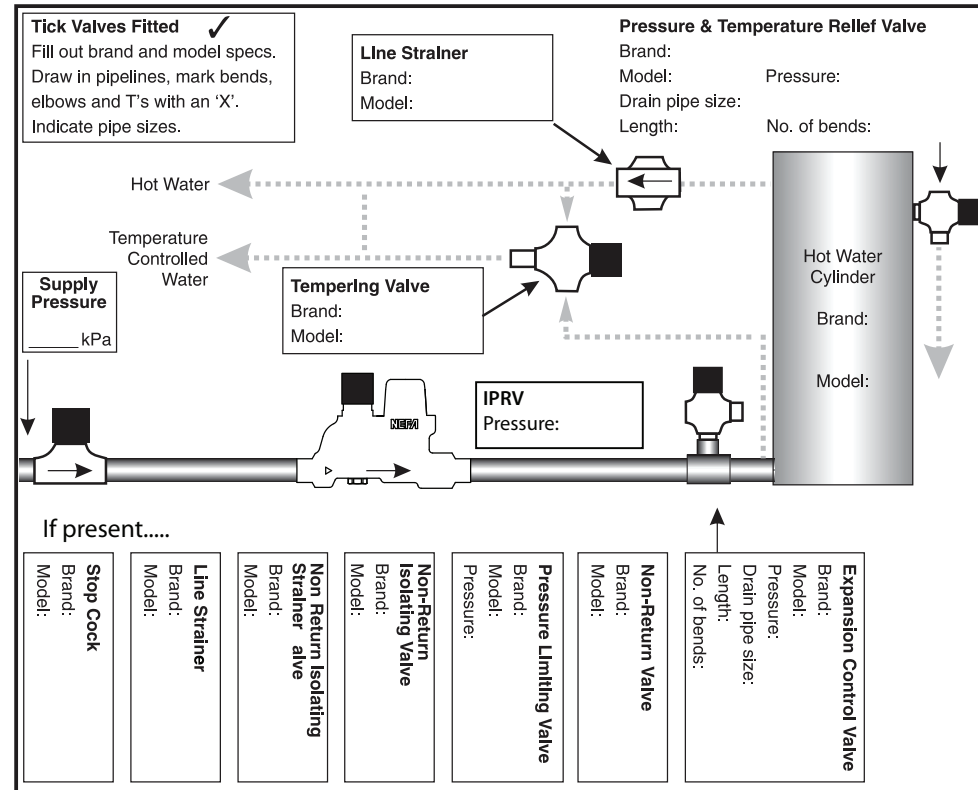 Tick Valves Fitted ✓
Fill out brand and model specs.
Draw in pipelines, mark bends,
elbows and T's with an ‘X’.
Indicate pipe sizes.
Line Strainer
Brand:
Model:
Pressure & Temperature Relief Valve
Brand:
Model: Pressure:
Drain pipe size:
Length: No. of bends:
Hot Water
Temperature
Controlled
Water
Supply
Pressure
_____ kPa
Tempering Valve
Brand:
Model:
Hot Water
Cylinder
Brand:
Model:
IPRV
Pressure:
NEFA
If present.....
Stop Cock
Brand:
Model:
Line Strainer
Brand:
Model:
Non Return Isolating
Strainer alve
Brand:
Model:
Non-Return
Isolating Valve
Brand:
Model:
Pressure Limiting Valve
Brand:
Model:
Pressure:
Non-Return Valve
Brand:
Model:
Expansion Control Valve
Brand:
Model:
Pressure:
Drain pipe size:
Length:
No. of bends: